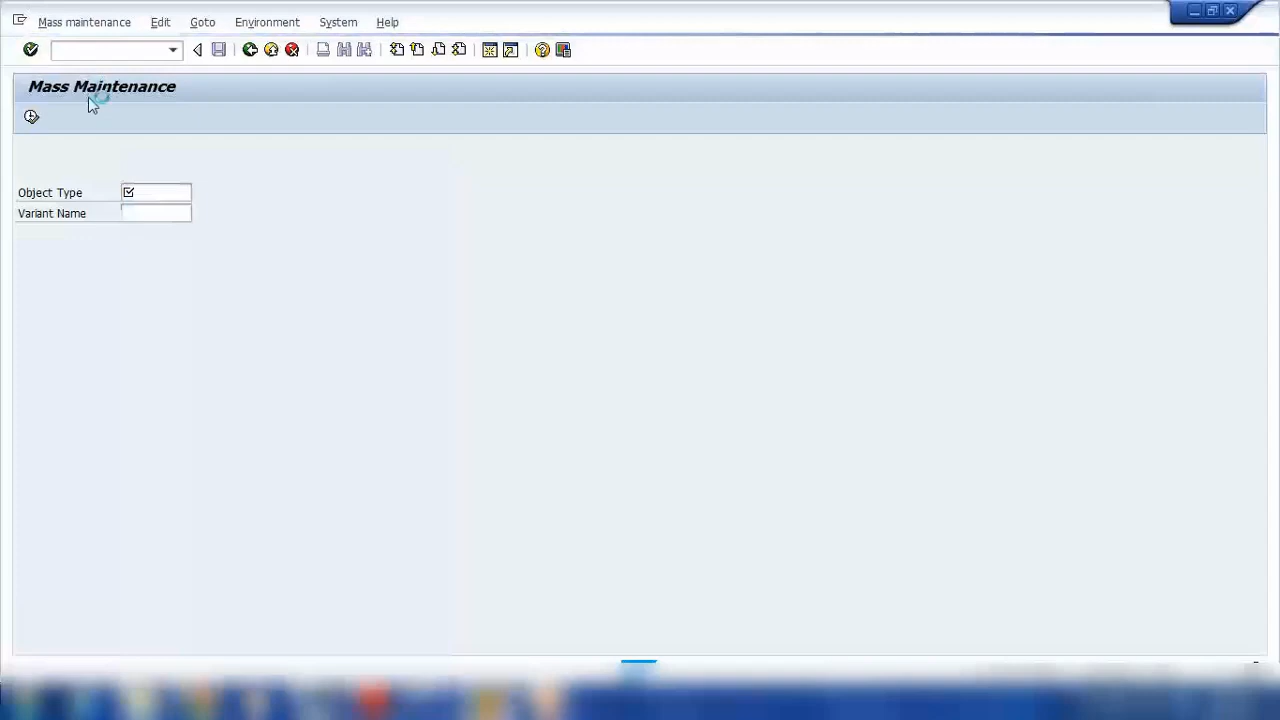 Mass maintenance Edit Goto Environment System Help
Mass Maintenance
Object Type
Variant Name